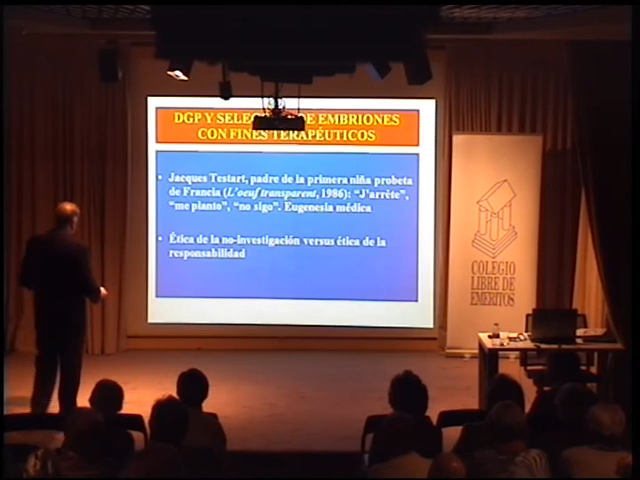 DGP Y SELECCIÓN DE EMBRIONES
CON FINES TERAPÉUTICOS
• Jacques Testart, padre de la primera niña probeta
de Francia (L'oeuf transparent, 1986): “J'arrête”,
“me planto”, “no sigo”. Eugenesia médica
• Ética de la no-investigación versus ética de la
responsabilidad
COLEGIO
LIBRE DE
EMERITOS